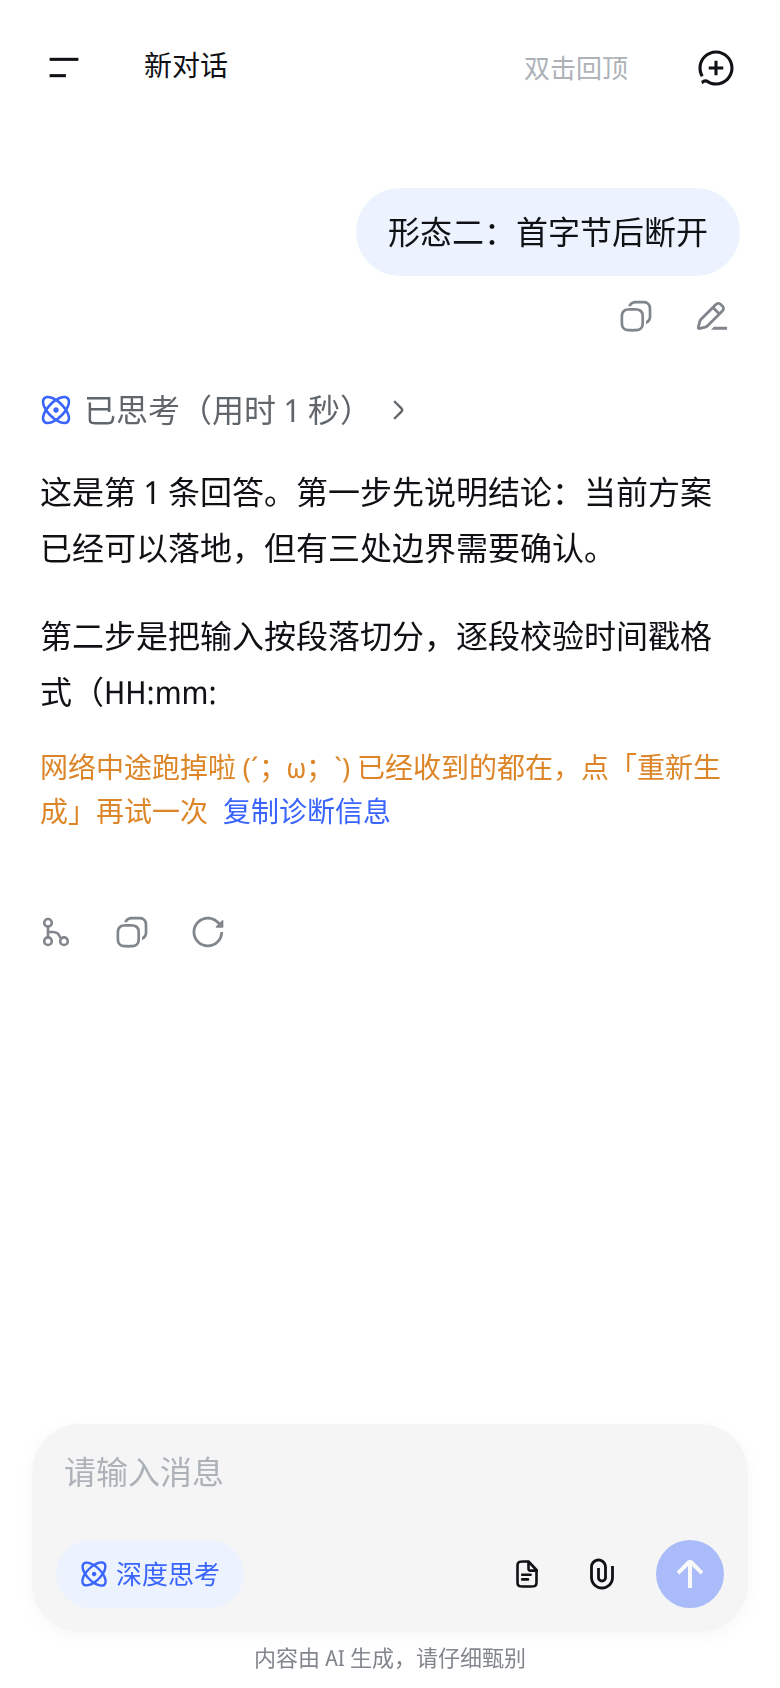 新对话
双击回顶
形态二：首字节后断开
已思考（用时 1 秒）
这是第 1 条回答。第一步先说明结论：当前方案
已经可以落地，但有三处边界需要确认。
第二步是把输入按段落切分，逐段校验时间戳格
式（HH:mm:
网络中途跑掉啦 (´；ω；`) 已经收到的都在，点「重新生
成」再试一次 复制诊断信息
请输入消息
深度思考
内容由 AI 生成，请仔细甄别